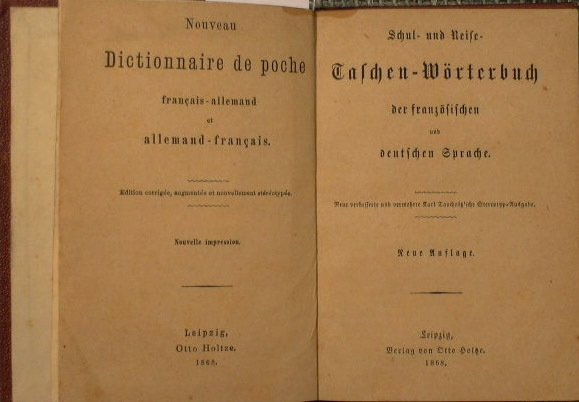 Nouveau
Dictionnaire de poche
français-allemand
et
allemand-français.
Edition corrigée, augmentée et nouvellement stéréotypée.
Nouvelle impression.
Leipzig,
Otto Holtze.
1868.
Schul- und Reise-
Taschen-Wörterbuch
der französischen
und
deutschen Sprache.
Neue verbesserte und vermehrte Karl Tauchnitz'sche Stereotyp-Ausgabe.
Neue Auflage.
Leipzig,
Verlag von Otto Holtze.
1868.